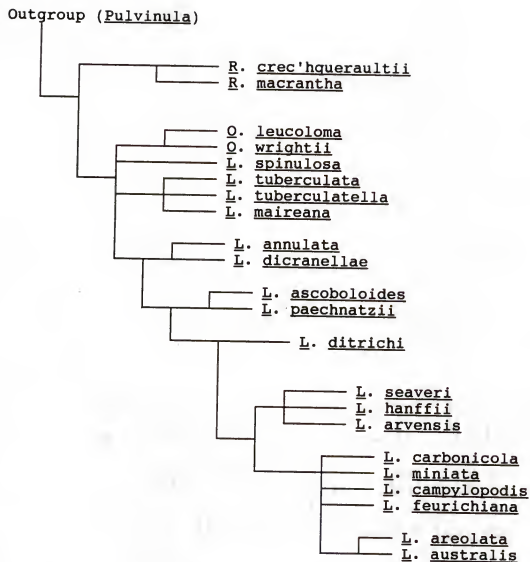 Outgroup (Pulvinula)
R. crec'hqueraultii
R. macrantha
O. leucoloma
O. wrightii
L. spinulosa
L. tuberculata
L. tuberculatella
L. maireana
L. annulata
L. dicranellae
L. ascoboloides
L. paechnatzii
L. ditrichi
L. seaveri
L. hanffii
L. arvensis
L. carbonicola
L. miniata
L. campylopodis
L. feurichiana
L. areolata
L. australis